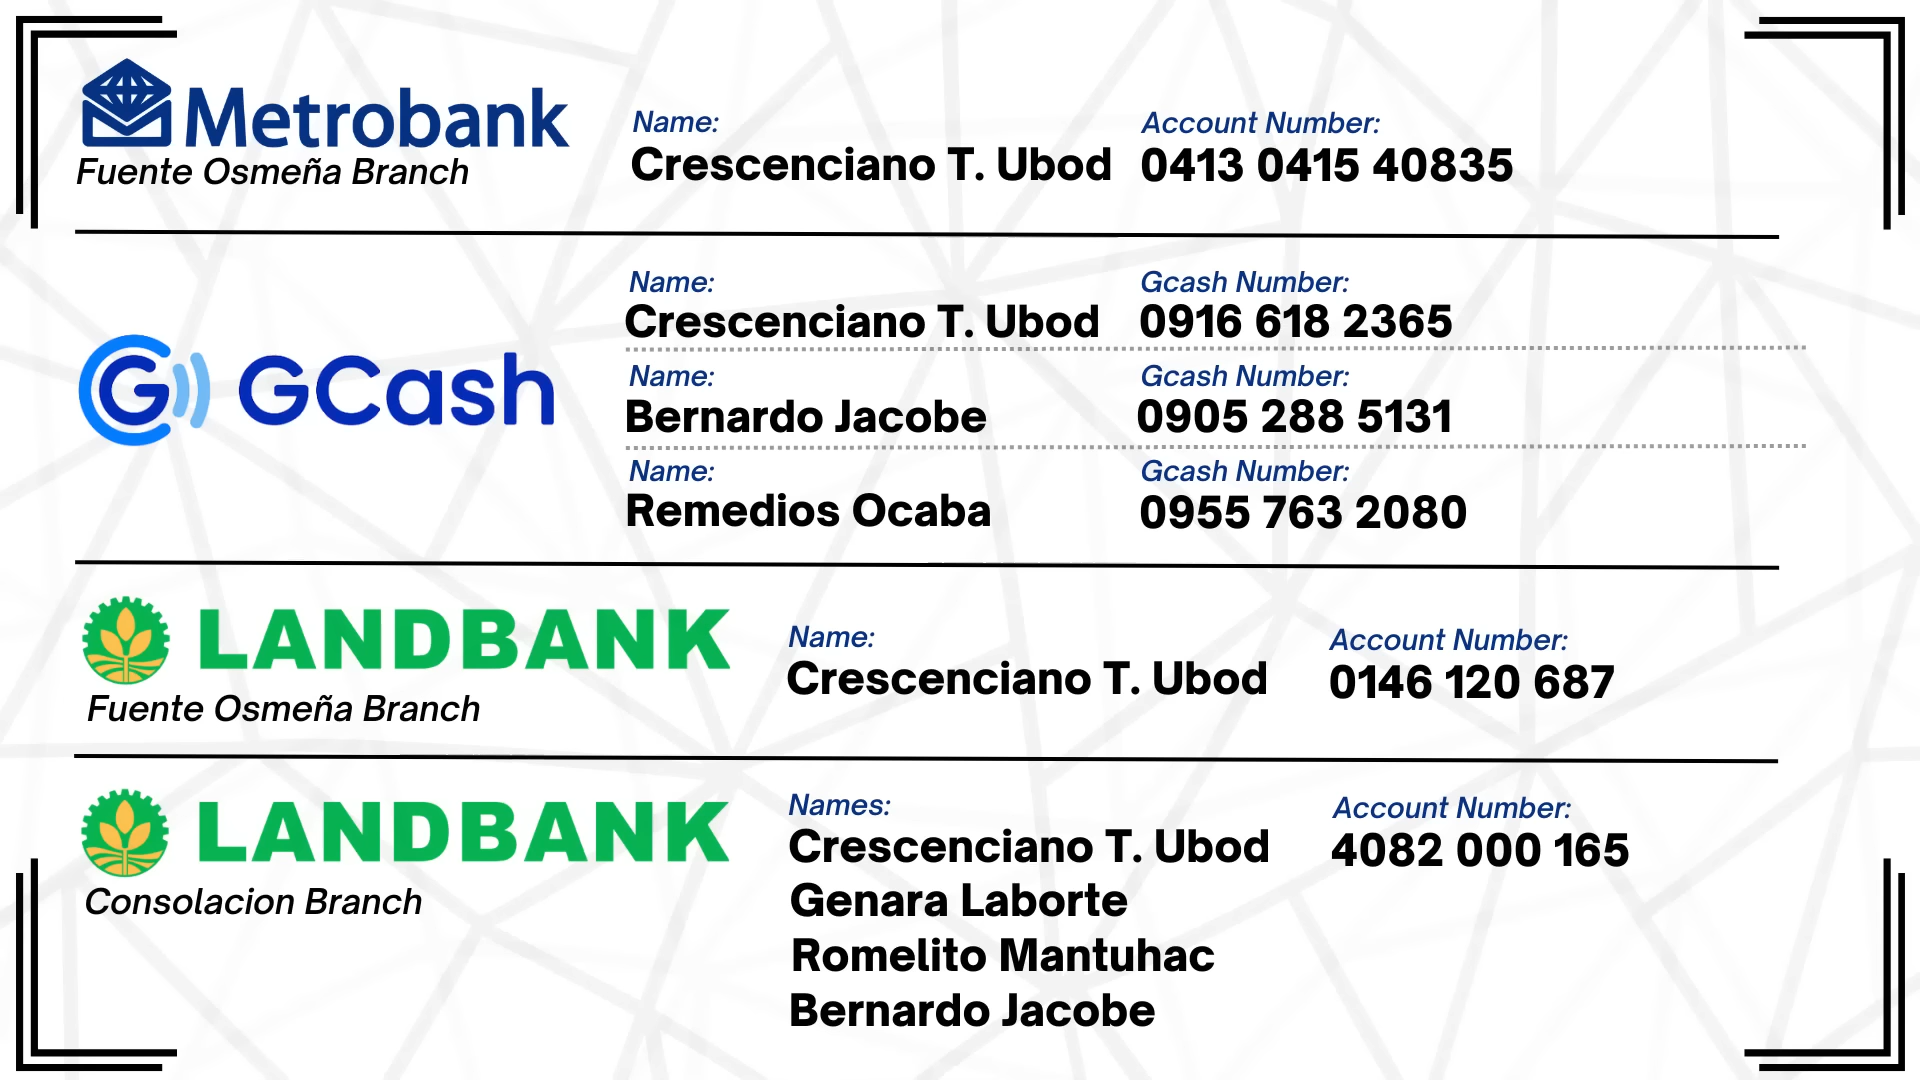 Metrobank
Fuente Osmeña Branch
Name:
Crescenciano T. Ubod
Account Number:
0413 0415 40835
GCash
Name:
Crescenciano T. Ubod
Gcash Number:
0916 618 2365
Name:
Bernardo Jacobe
Gcash Number:
0905 288 5131
Name:
Remedios Ocaba
Gcash Number:
0955 763 2080
LANDBANK
Fuente Osmeña Branch
Name:
Crescenciano T. Ubod
Account Number:
0146 120 687
LANDBANK
Consolacion Branch
Names:
Crescenciano T. Ubod
Genara Laborte
Romelito Mantuhac
Bernardo Jacobe
Account Number:
4082 000 165